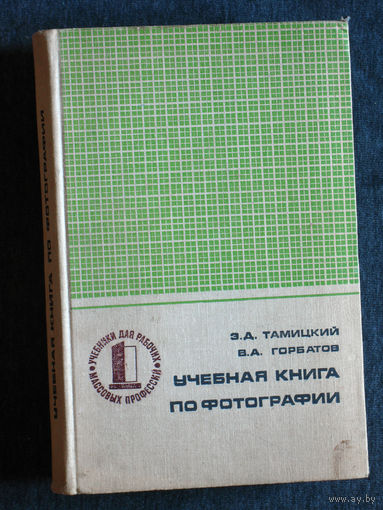 УЧЕБНАЯ КНИГА ПО ФОТОГРАФИИ
Э.Д. ТАМИЦКИЙ
В.А. ГОРБАТОВ
УЧЕБНАЯ КНИГА
ПО ФОТОГРАФИИ
УЧЕБНИКИ ДЛЯ РАБОЧИХ
МАССОВЫХ ПРОФЕССИЙ
www.ay.by